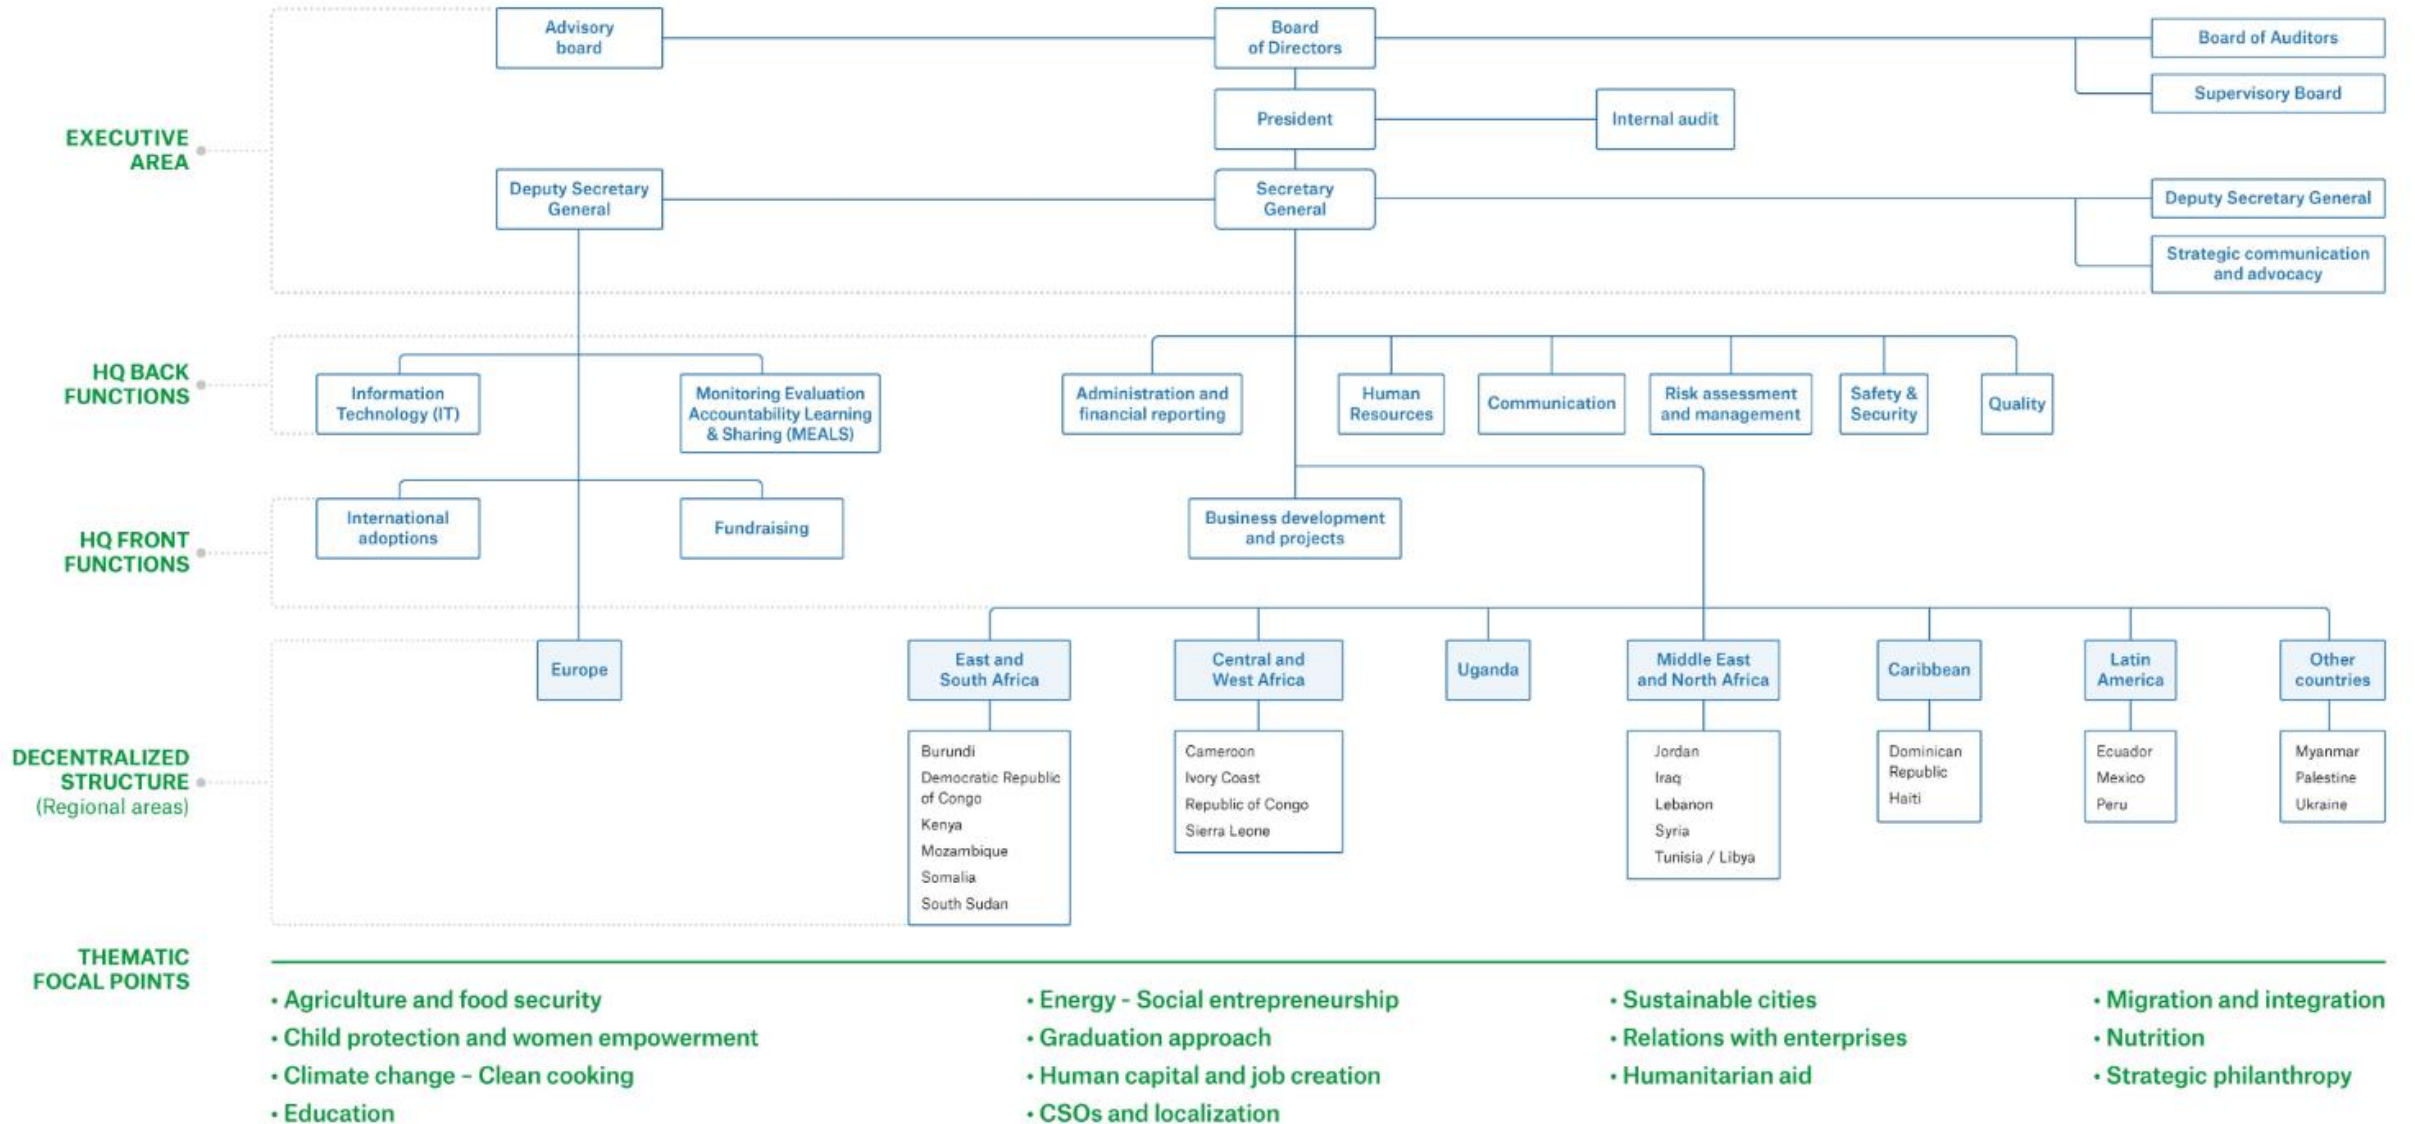 Advisory
board
Board
of Directors
Board of Auditors
Supervisory Board
EXECUTIVE
AREA
President
Internal audit
Deputy Secretary
General
Secretary
General
Deputy Secretary General
Strategic communication
and advocacy
HQ BACK
FUNCTIONS
Information
Technology (IT)
Monitoring Evaluation
Accountability Learning
& Sharing (MEALS)
Administration and
financial reporting
Human
Resources
Communication
Risk assessment
and management
Safety &
Security
Quality
HQ FRONT
FUNCTIONS
International
adoptions
Fundraising
Business development
and projects
DECENTRALIZED
STRUCTURE
(Regional areas)
Europe
East and
South Africa
Central and
West Africa
Uganda
Middle East
and North Africa
Caribbean
Latin
America
Other
countries
Burundi
Democratic Republic
of Congo
Kenya
Mozambique
Somalia
South Sudan
Cameroon
Ivory Coast
Republic of Congo
Sierra Leone
Jordan
Iraq
Lebanon
Syria
Tunisia / Libya
Dominican
Republic
Haiti
Ecuador
Mexico
Peru
Myanmar
Palestine
Ukraine
THEMATIC
FOCAL POINTS
• Agriculture and food security
• Child protection and women empowerment
• Climate change – Clean cooking
• Education
• Energy - Social entrepreneurship
• Graduation approach
• Human capital and job creation
• CSOs and localization
• Sustainable cities
• Relations with enterprises
• Humanitarian aid
• Migration and integration
• Nutrition
• Strategic philanthropy